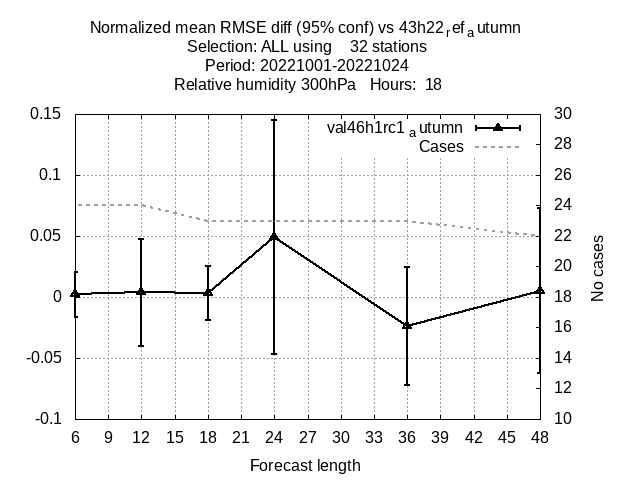 Normalized mean RMSE diff (95% conf) vs 43h22refautumn
Selection: ALL using 32 stations
Period: 20221001-20221024
Relative humidity 300hPa Hours: 18
val46h1rc1autumn
Cases
0.15
0.1
0.05
0
-0.05
-0.1
30
28
26
24
22
20
18
16
14
12
10
No cases
6 9 12 15 18 21 24 27 30 33 36 39 42 45 48
Forecast length